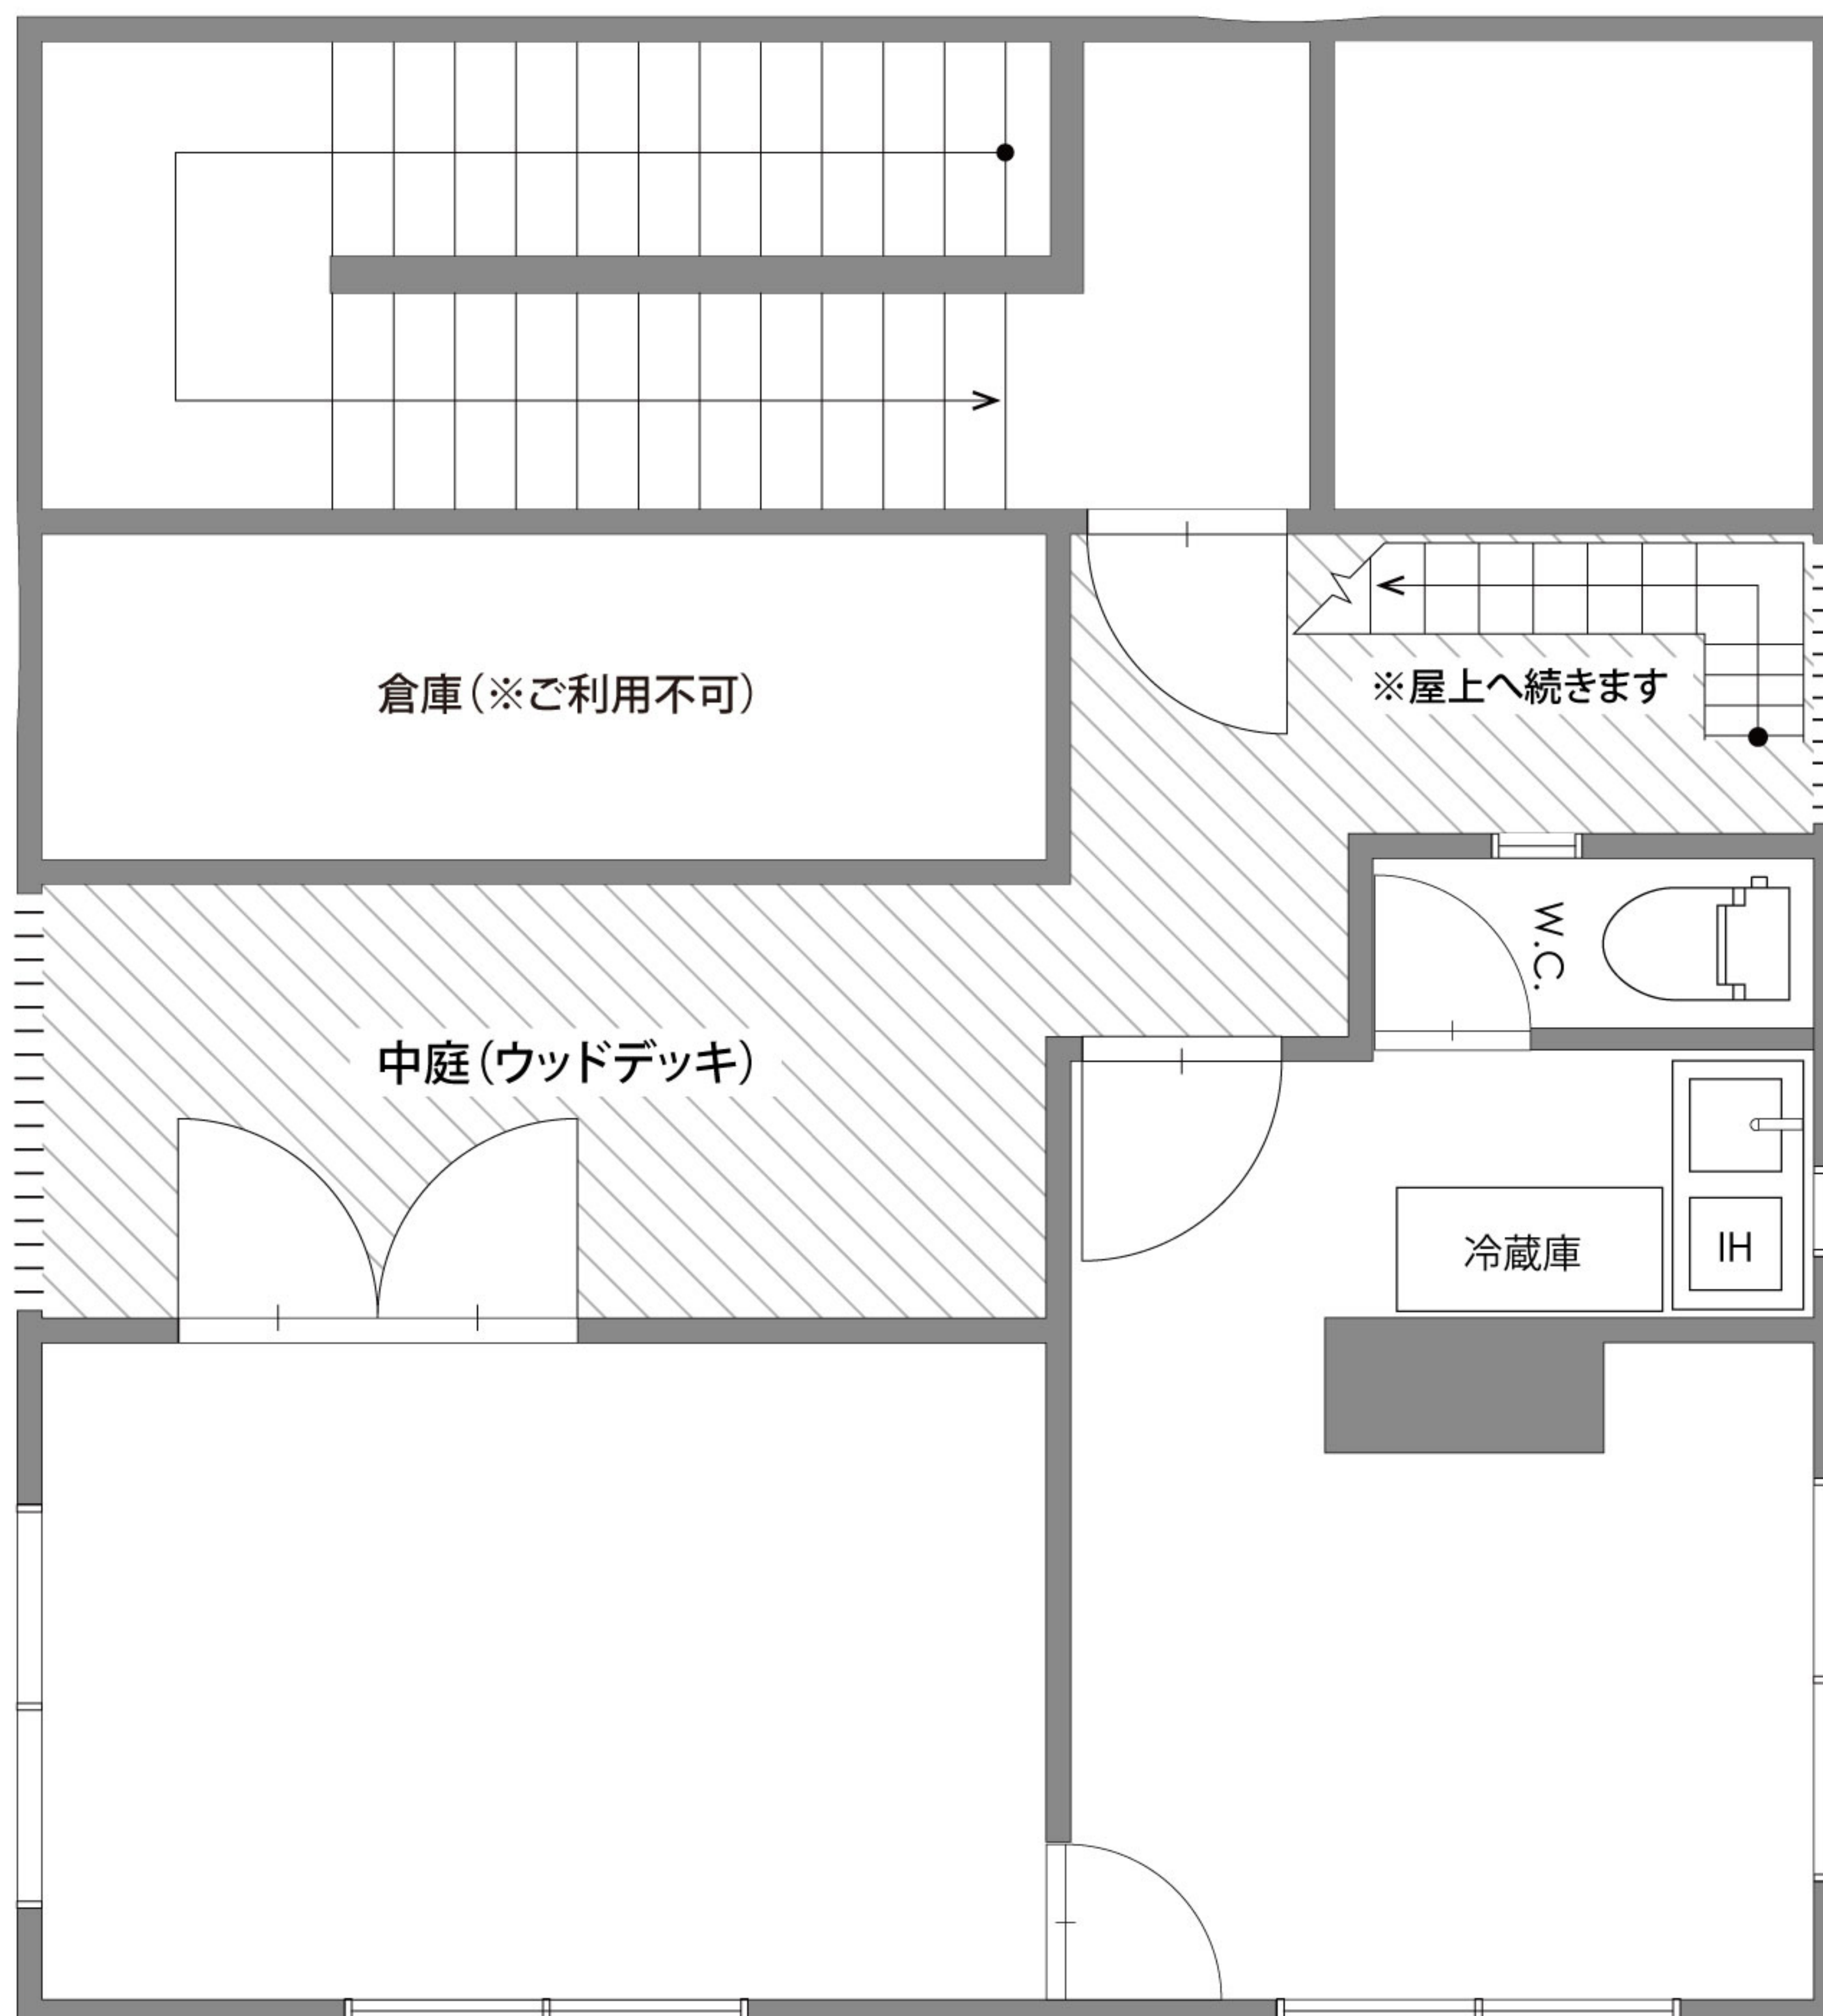 倉庫（※ご利用不可）
※屋上へ続きます
W.C.
中庭（ウッドデッキ）
冷蔵庫
IH